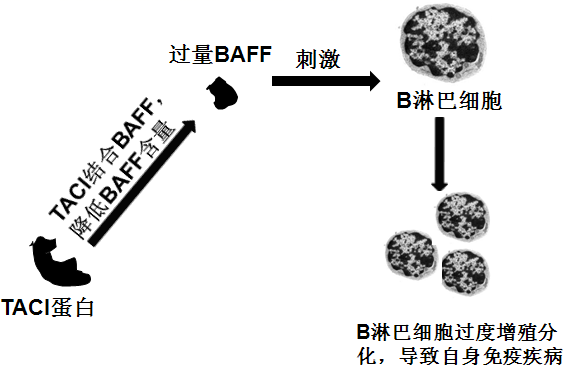 过量BAFF
刺激
B淋巴细胞
TACI结合BAFF，
降低BAFF含量
TACI蛋白
B淋巴细胞过度增殖分
化，导致自身免疫疾病